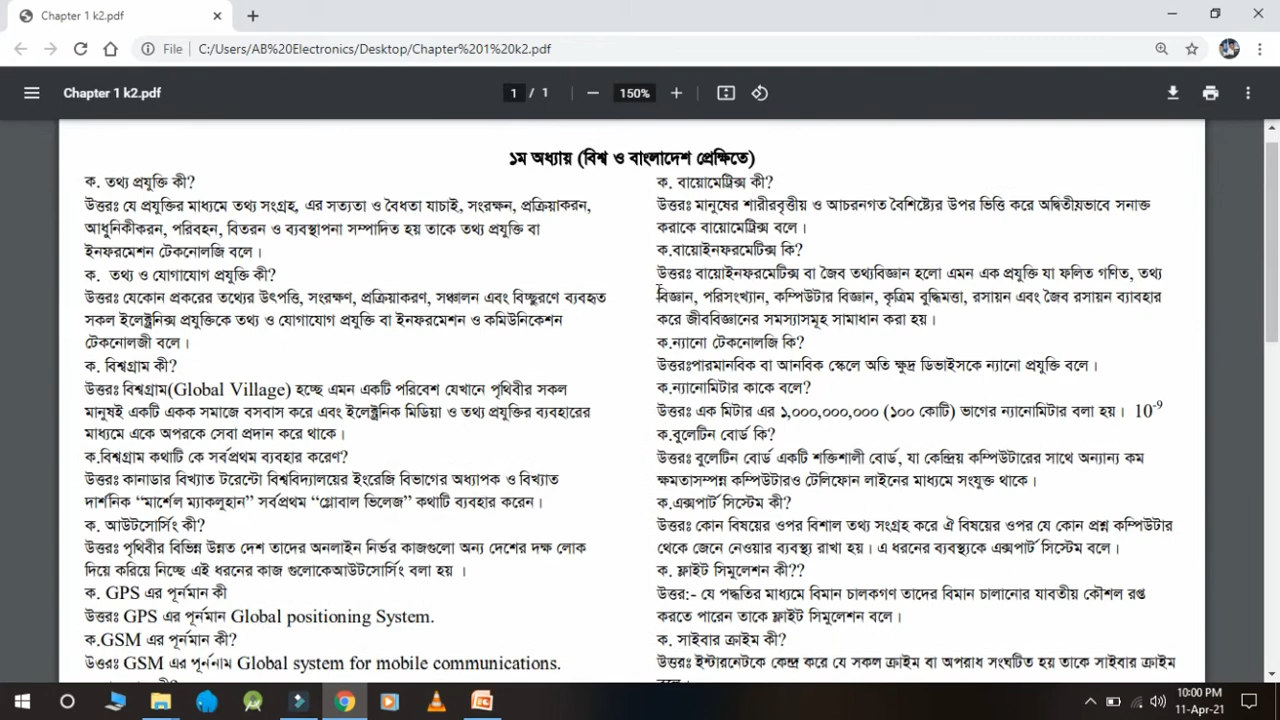 Chapter 1 k2.pdf
File
C:/Users/AB%20Electronics/Desktop/Chapter%201%20k2.pdf
Chapter 1 k2.pdf
1 / 1
150%
১ম অধ্যায় (বিশ্ব ও বাংলাদেশ প্রেক্ষিতে)
ক. তথ্য প্রযুক্তি কী?
উত্তরঃ যে প্রযুক্তির মাধ্যমে তথ্য সংগ্রহ, এর সত্যতা ও বৈধতা যাচাই, সংরক্ষন, প্রক্রিয়াকরন,
আধুনিকীকরন, পরিবহন, বিতরন ও ব্যবস্থাপনা সম্পাদিত হয় তাকে তথ্য প্রযুক্তি বা
ইনফরমেশন টেকনোলজি বলে।
ক. তথ্য ও যোগাযোগ প্রযুক্তি কী?
উত্তরঃ যেকোন প্রকরের তথ্যের উৎপত্তি, সংরক্ষণ, প্রক্রিয়াকরণ, সঞ্চালন এবং বিচ্ছুরণে ব্যবহৃত
সকল ইলেক্ট্রনিক্স প্রযুক্তিকে তথ্য ও যোগাযোগ প্রযুক্তি বা ইনফরমেশন ও কমিউনিকেশন
টেকনোলজী বলে।
ক. বিশ্বগ্রাম কী?
উত্তরঃ বিশ্বগ্রাম(Global Village) হচ্ছে এমন একটি পরিবেশ যেখানে পৃথিবীর সকল
মানুষই একটি একক সমাজে বসবাস করে এবং ইলেক্ট্রনিক মিডিয়া ও তথ্য প্রযুক্তির ব্যবহারের
মাধ্যমে একে অপরকে সেবা প্রদান করে থাকে।
ক.বিশ্বগ্রাম কথাটি কে সর্বপ্রথম ব্যবহার করেণ?
উত্তরঃ কানাডার বিখ্যাত টরেন্টো বিশ্ববিদ্যালয়ের ইংরেজি বিভাগের অধ্যাপক ও বিখ্যাত
দার্শনিক “মার্শেল ম্যাকলুহান” সর্বপ্রথম “গ্লোবাল ভিলেজ” কথাটি ব্যবহার করেন।
ক. আউটসোর্সিং কী?
উত্তরঃ পৃথিবীর বিভিন্ন উন্নত দেশ তাদের অনলাইন নির্ভর কাজগুলো অন্য দেশের দক্ষ লোক
দিয়ে করিয়ে নিচ্ছে এই ধরনের কাজ গুলোকেআউটসোর্সিং বলা হয় ।
ক. GPS এর পূর্নমান কী
উত্তরঃ GPS এর পূর্নমান Global positioning System.
ক.GSM এর পূর্নমান কী?
উত্তরঃ GSM এর পূর্ননাম Global system for mobile communications.
ক. বায়োমেট্রিক্স কী?
উত্তরঃ মানুষের শারীরবৃত্তীয় ও আচরনগত বৈশিষ্ট্যের উপর ভিত্তি করে অদ্বিতীয়ভাবে সনাক্ত
করাকে বায়োমেট্রিক্স বলে।
ক.বায়োইনফরমেটিক্স কি?
উত্তরঃ বায়োইনফরমেটিক্স বা জৈব তথ্যবিজ্ঞান হলো এমন এক প্রযুক্তি যা ফলিত গণিত, তথ্য
বিজ্ঞান, পরিসংখ্যান, কম্পিউটার বিজ্ঞান, কৃত্রিম বুদ্ধিমত্তা, রসায়ন এবং জৈব রসায়ন ব্যাবহার
করে জীববিজ্ঞানের সমস্যাসমূহ সামাধান করা হয়।
ক.ন্যানো টেকনোলজি কি?
উত্তরঃপারমানবিক বা আনবিক স্কেলে অতি ক্ষুদ্র ডিভাইসকে ন্যানো প্রযুক্তি বলে।
ক.ন্যানোমিটার কাকে বলে?
উত্তরঃ এক মিটার এর ১,০০০,০০০,০০০ (১০০ কোটি) ভাগের ন্যানোমিটার বলা হয়। 10⁻⁹
ক.বুলেটিন বোর্ড কি?
উত্তরঃ বুলেটিন বোর্ড একটি শক্তিশালী বোর্ড, যা কেন্দ্রিয় কম্পিউটারের সাথে অন্যান্য কম
ক্ষমতাসম্পন্ন কম্পিউটারও টেলিফোন লাইনের মাধ্যমে সংযুক্ত থাকে।
ক.এক্সপার্ট সিস্টেম কী?
উত্তরঃ কোন বিষয়ের ওপর বিশাল তথ্য সংগ্রহ করে ঐ বিষয়ের ওপর যে কোন প্রশ্ন কম্পিউটার
থেকে জেনে নেওয়ার ব্যবস্থা রাখা হয়। এ ধরনের ব্যবস্থাকে এক্সপার্ট সিস্টেম বলে।
ক. ফ্লাইট সিমুলেশন কী??
উত্তর:- যে পদ্ধতির মাধ্যমে বিমান চালকগণ তাদের বিমান চালানোর যাবতীয় কৌশল রপ্ত
করতে পারেন তাকে ফ্লাইট সিমুলেশন বলে।
ক. সাইবার ক্রাইম কী?
উত্তরঃ ইন্টারনেটকে কেন্দ্র করে যে সকল ক্রাইম বা অপরাধ সংঘটিত হয় তাকে সাইবার ক্রাইম
10:00 PM
11-Apr-21